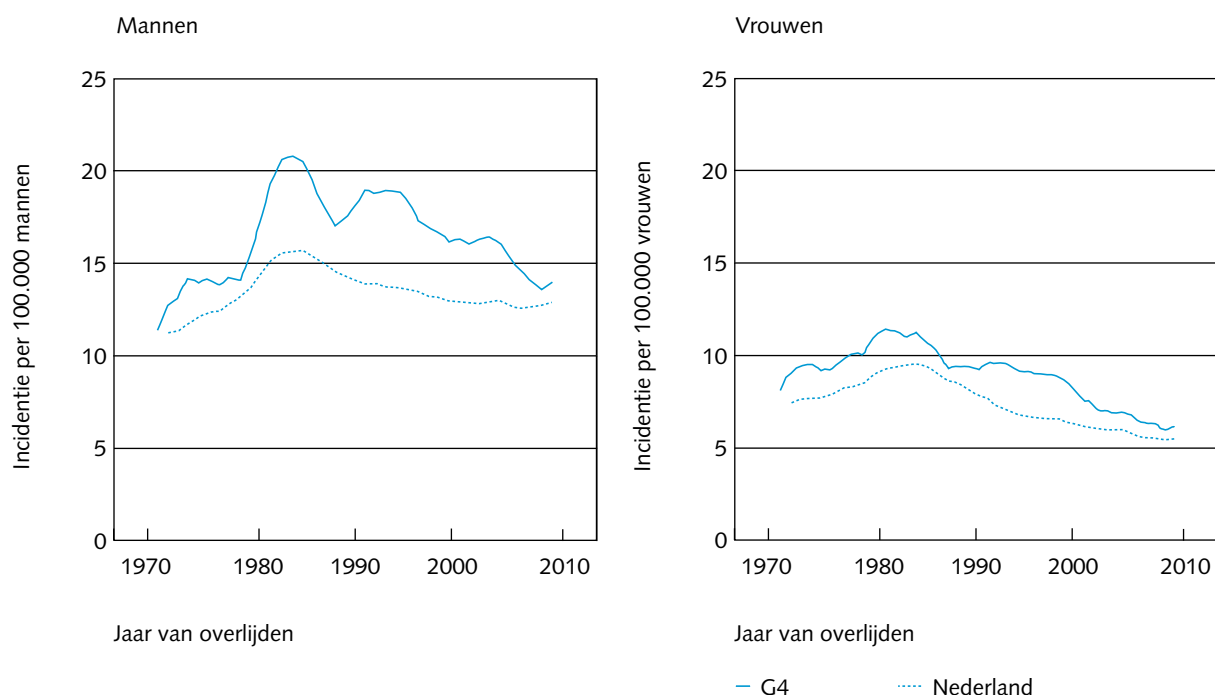 Mannen
25
20
15
10
5
0
Incidentie per 100.000 mannen
1970 1980 1990 2000 2010
Jaar van overlijden
Vrouwen
25
20
15
10
5
0
Incidentie per 100.000 vrouwen
1970 1980 1990 2000 2010
Jaar van overlijden
G4 Nederland